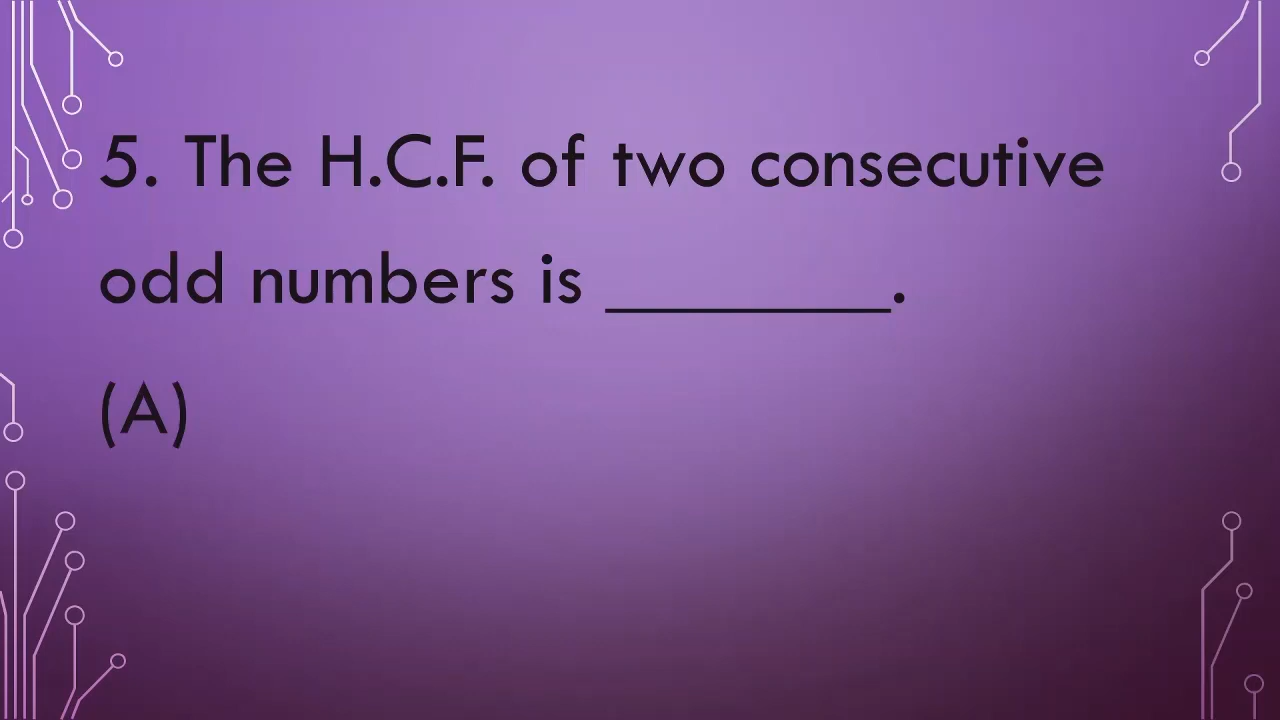 5. The H.C.F. of two consecutive
odd numbers is ________.
(A)